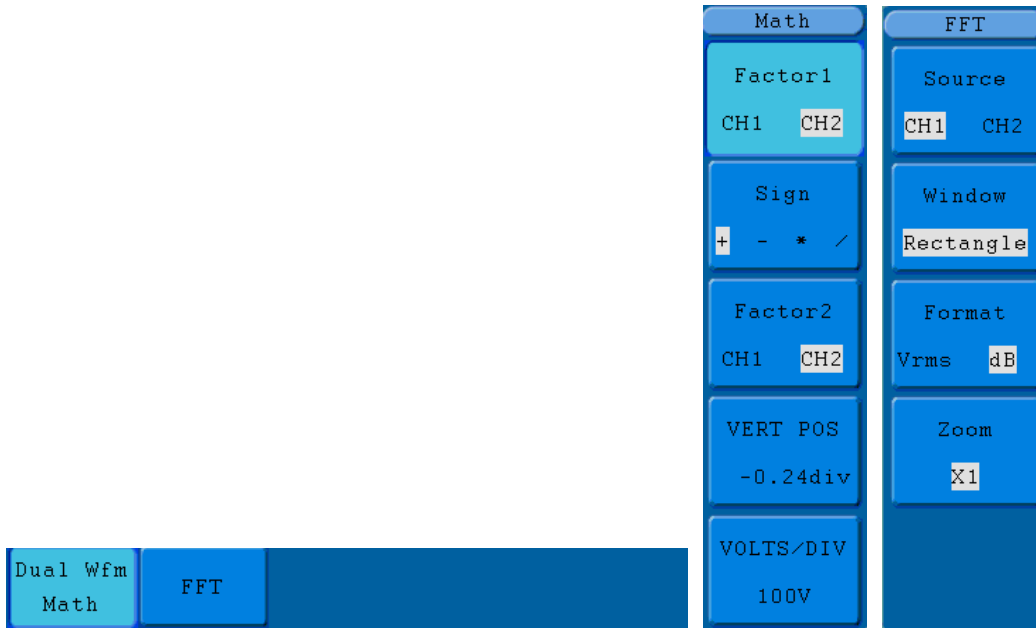 Math
Factor1
CH1 CH2
Sign
+ - * /
Factor2
CH1 CH2
VERT POS
-0.24div
VOLTS/DIV
100V
FFT
Source
CH1 CH2
Window
Rectangle
Format
Vrms dB
Zoom
X1
Dual Wfm
Math
FFT